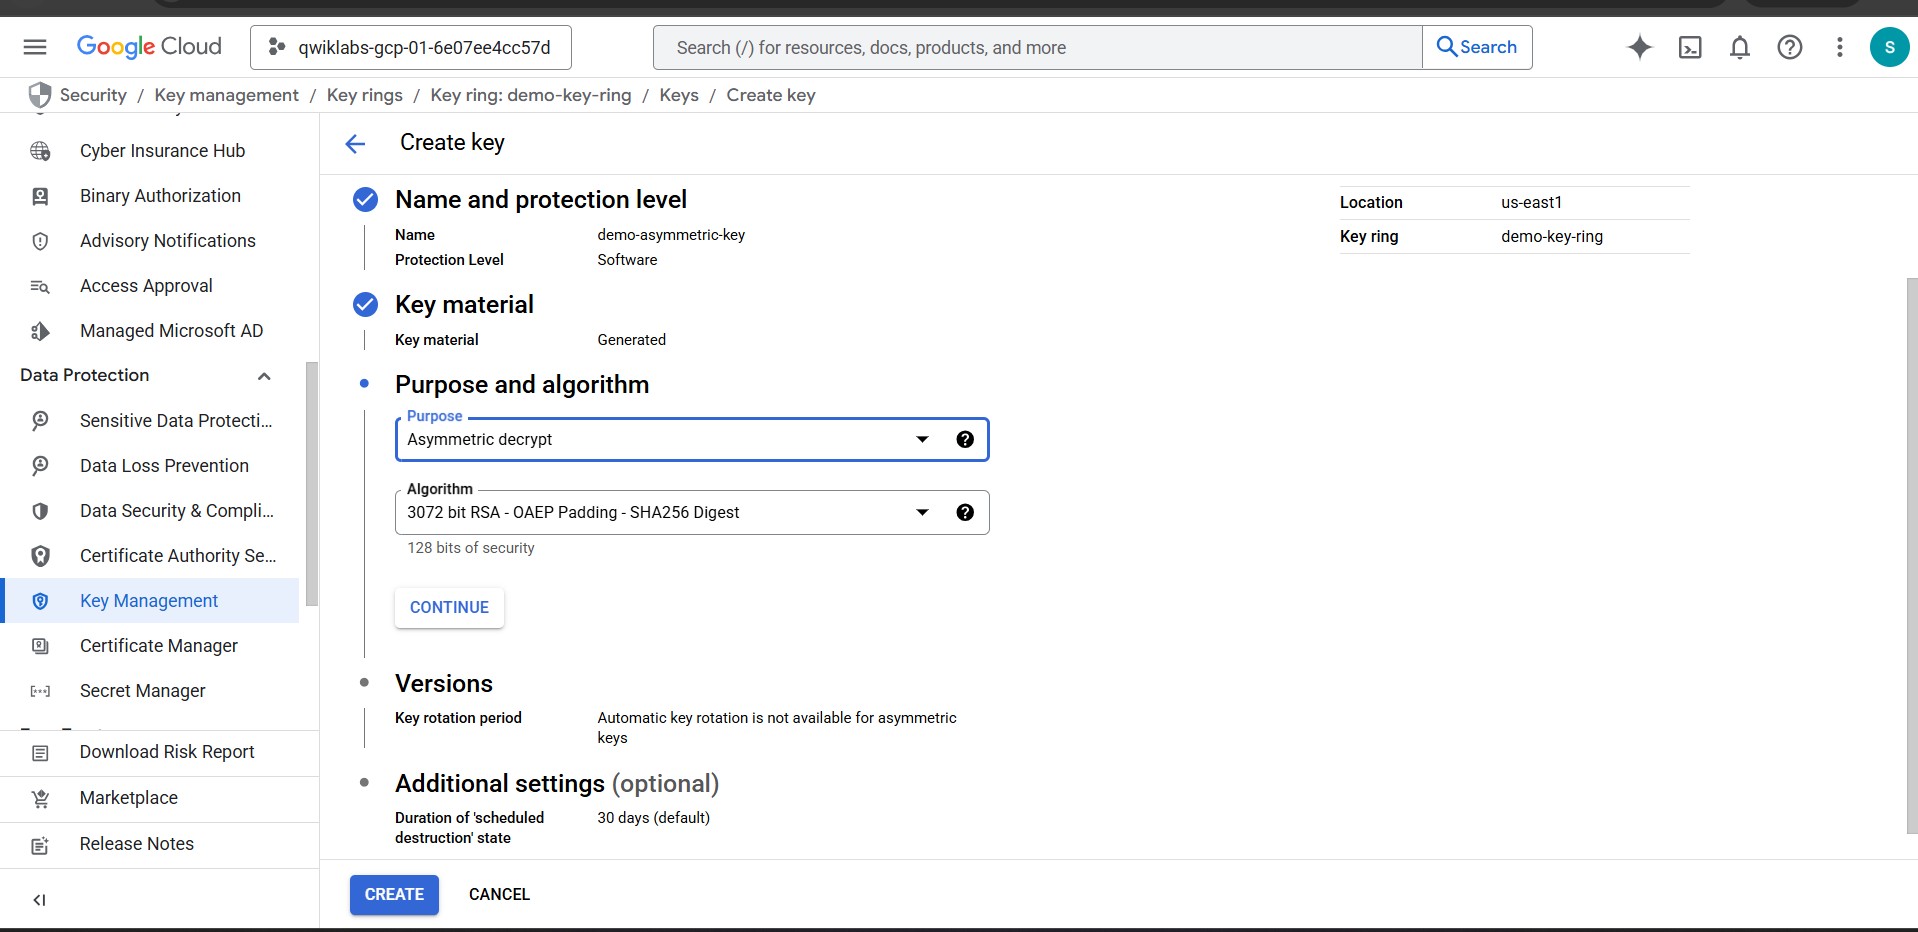 Google Cloud
qwiklabs-gcp-01-6e07ee4cc57d
Search (/) for resources, docs, products, and more
Search
S
Security / Key management / Key rings / Key ring: demo-key-ring / Keys / Create key
Cyber Insurance Hub
Binary Authorization
Advisory Notifications
Access Approval
Managed Microsoft AD
Data Protection
Sensitive Data Protecti...
Data Loss Prevention
Data Security & Compli...
Certificate Authority Se...
Key Management
Certificate Manager
Secret Manager
Download Risk Report
Marketplace
Release Notes
Create key
Name and protection level
Name demo-asymmetric-key
Protection Level Software
Key material
Key material Generated
Purpose and algorithm
Purpose
Asymmetric decrypt
Algorithm
3072 bit RSA - OAEP Padding - SHA256 Digest
128 bits of security
CONTINUE
Versions
Key rotation period Automatic key rotation is not available for asymmetric
keys
Additional settings (optional)
Duration of 'scheduled 30 days (default)
destruction' state
CREATE CANCEL
Location us-east1
Key ring demo-key-ring